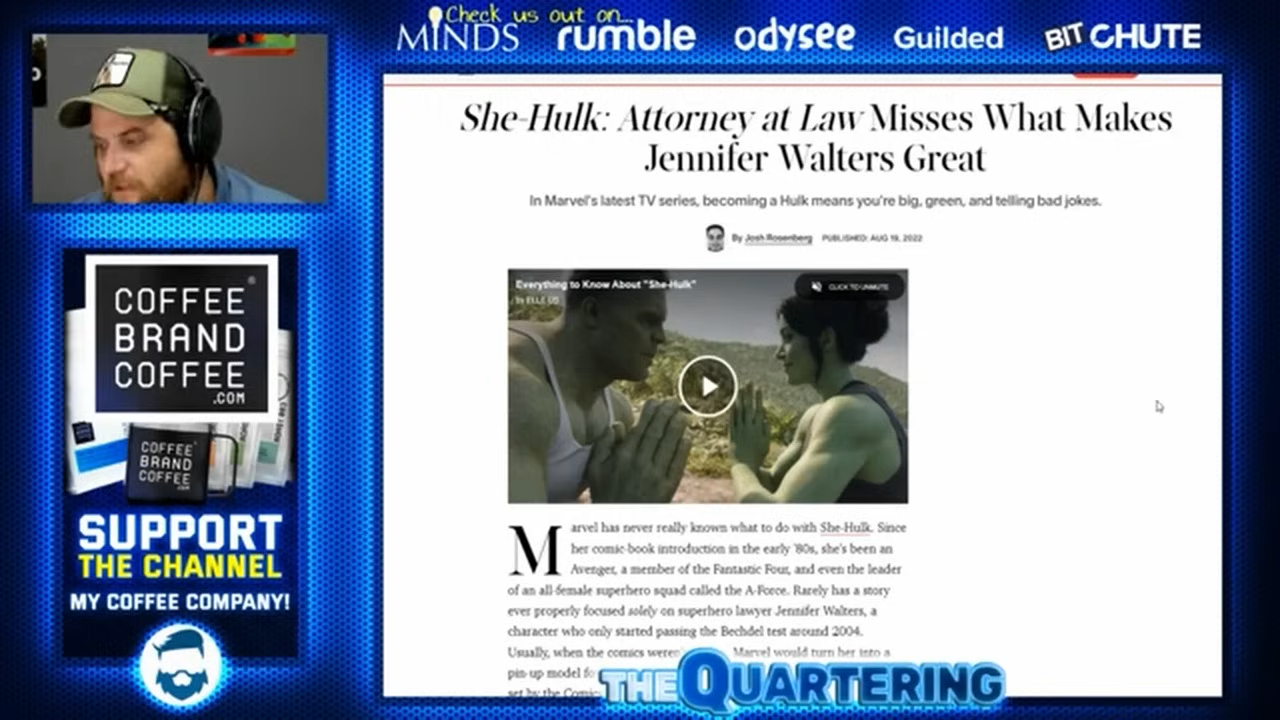 Check us out on...
MINDS rumble odysee Guilded BIT CHUTE
She-Hulk: Attorney at Law Misses What Makes
Jennifer Walters Great
In Marvel's latest TV series, becoming a Hulk means you're big, green, and telling bad jokes.
By Josh Rosenberg PUBLISHED: AUG 19, 2022
Everything to Know About "She-Hulk"
by ELLE US
CLICK TO UNMUTE
Marvel has never really known what to do with She-Hulk. Since
her comic-book introduction in the early '80s, she's been an
Avenger, a member of the Fantastic Four, and even the leader
of an all-female superhero squad called the A-Force. Rarely has a story
ever properly focused solely on superhero lawyer Jennifer Walters, a
character who only started passing the Bechdel test around 2004.
Usually, when the comics weren Marvel would turn her into a
pin-up model
set by the
COFFEE
BRAND
COFFEE
.COM
COFFEE
BRAND
COFFEE
SUPPORT
THE CHANNEL
MY COFFEE COMPANY!
THE QUARTERING